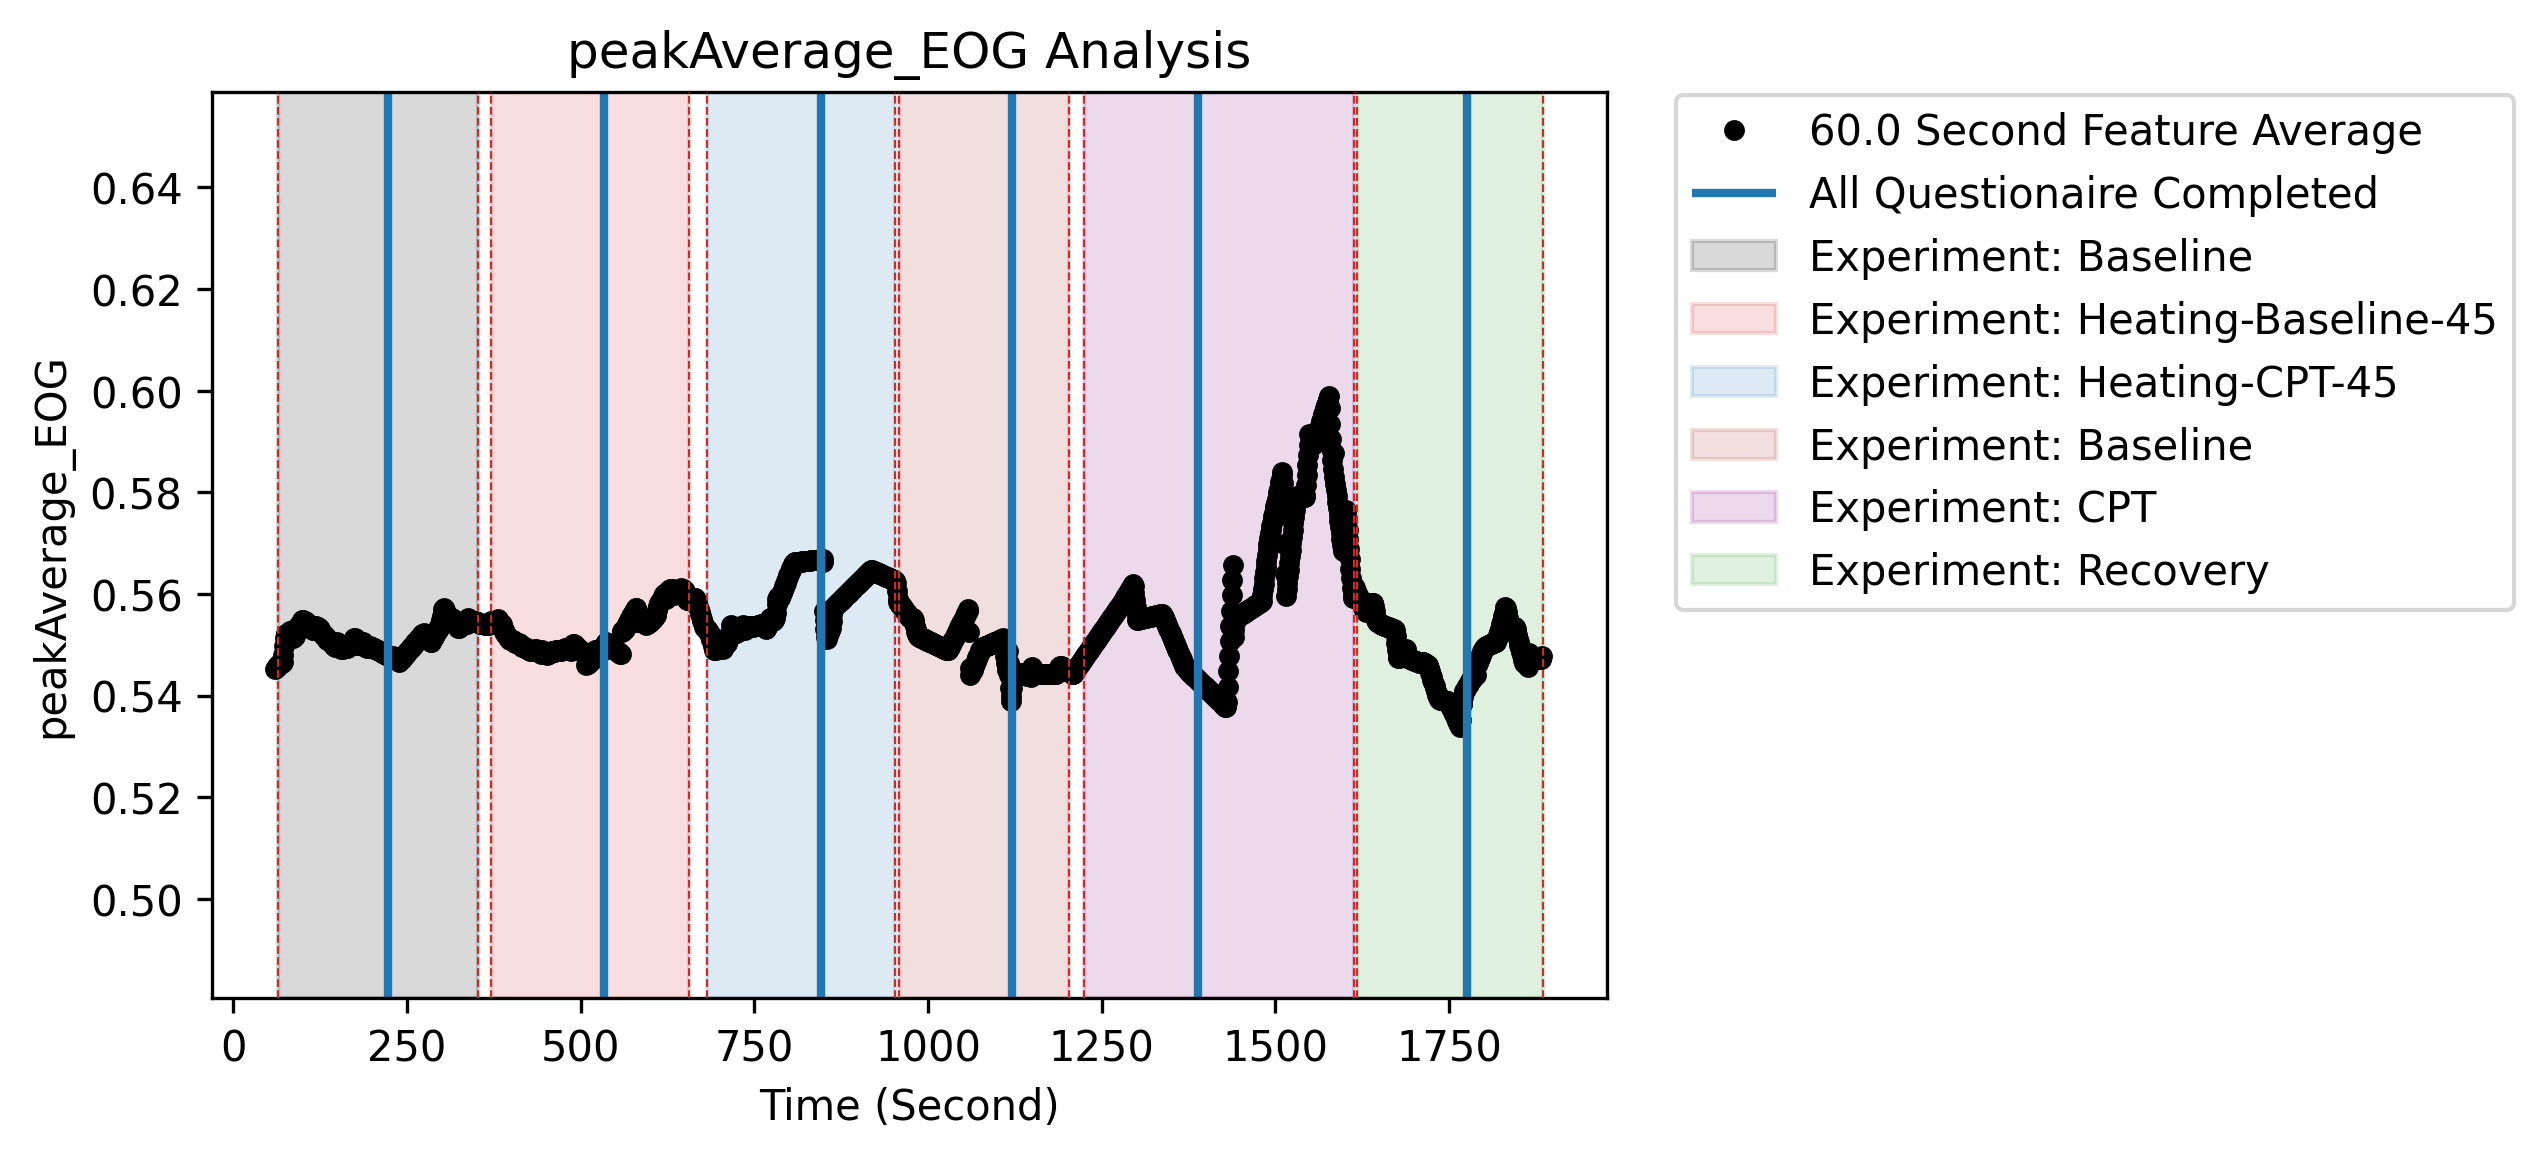 peakAverage_EOG Analysis
peakAverage_EOG
0.64
0.62
0.60
0.58
0.56
0.54
0.52
0.50
0 250 500 750 1000 1250 1500 1750
Time (Second)
60.0 Second Feature Average
All Questionaire Completed
Experiment: Baseline
Experiment: Heating-Baseline-45
Experiment: Heating-CPT-45
Experiment: Baseline
Experiment: CPT
Experiment: Recovery